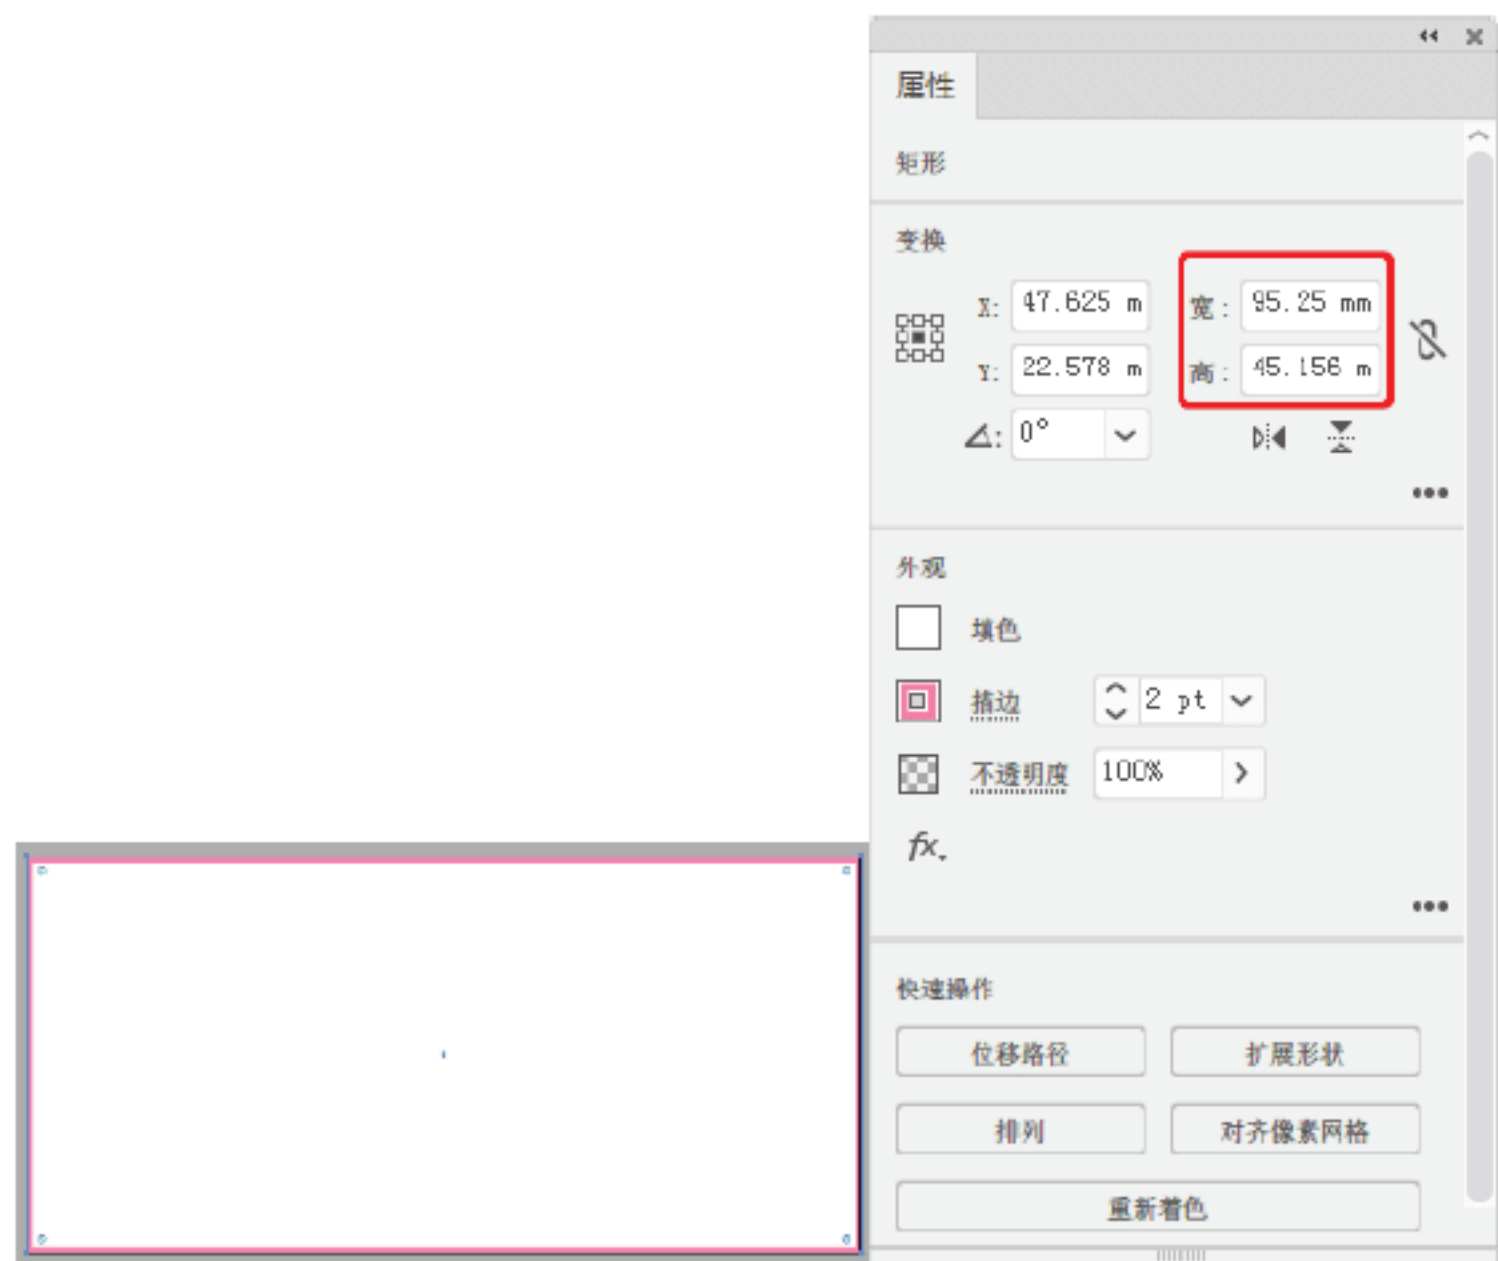 属性
矩形
变换
X: 47.625 m 宽: 95.25 mm
Y: 22.578 m 高: 45.156 m
0°
外观
填色
描边 2 pt
不透明度 100%
fx.
快速操作
位移路径 扩展形状
排列 对齐像素网格
重新着色